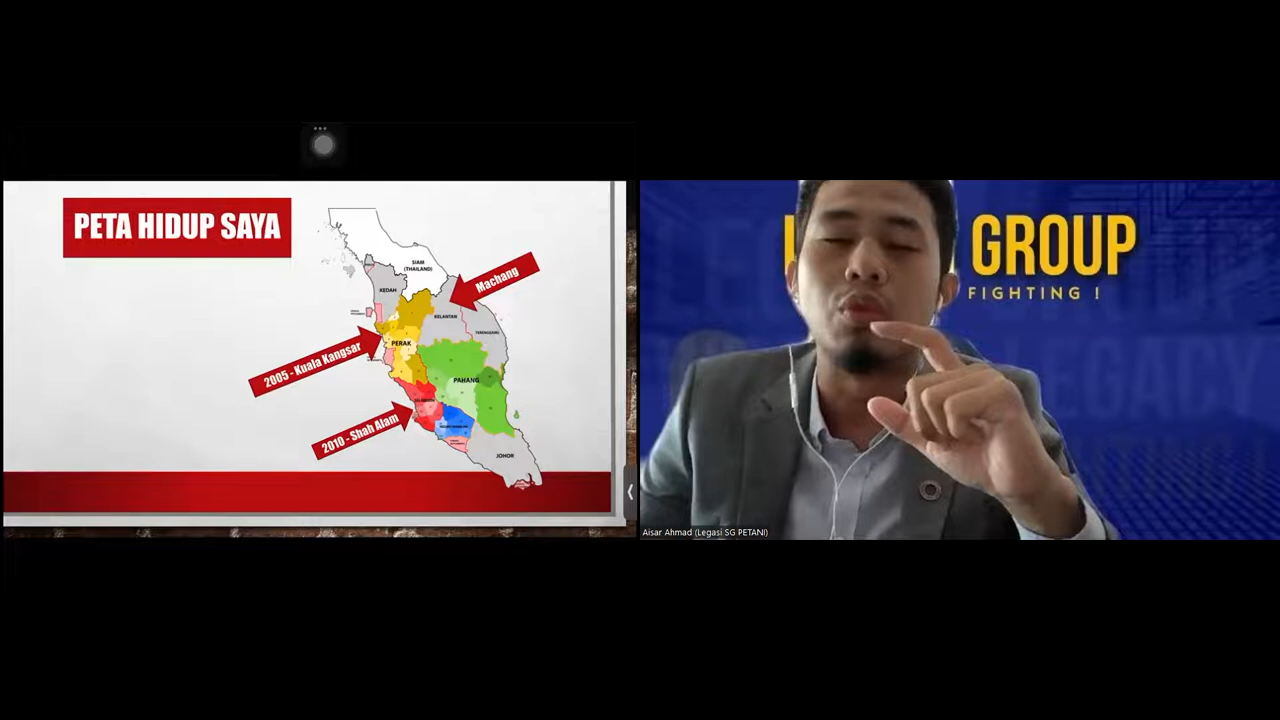 PETA HIDUP SAYA
SIAM
(THAILAND)
Machang
KEDAH
KELANTAN
TERENGGANU
PERAK
2005 - Kuala Kangsar
PAHANG
2010 - Shah Alam
JOHOR
GROUP
FIGHTING !
Aisar Ahmad (Legasi SG PETANI)